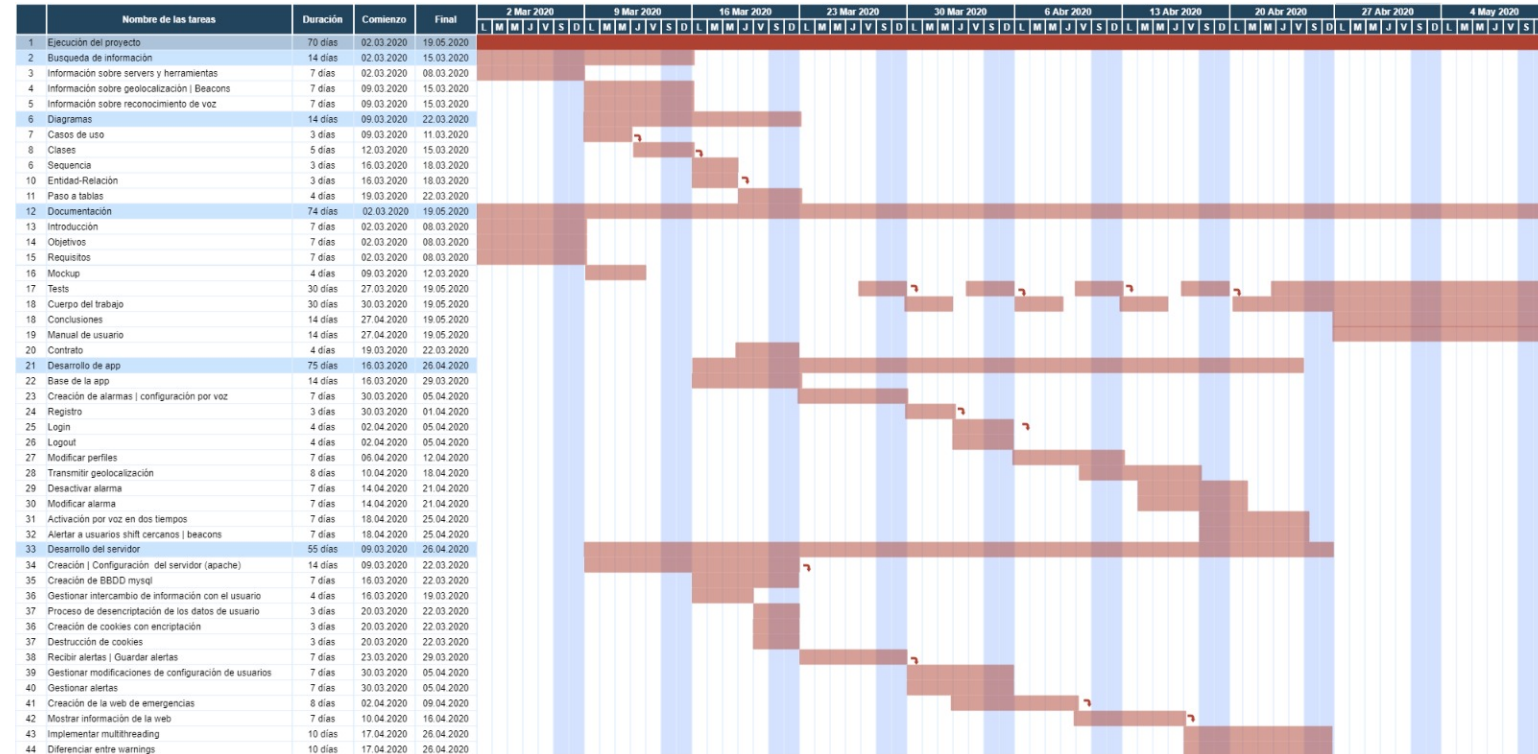 Nombre de las tareas Duración Comienzo Final 2 Mar 2020 9 Mar 2020 16 Mar 2020 23 Mar 2020 30 Mar 2020 6 Abr 2020 13 Abr 2020 20 Abr 2020 27 Abr 2020 4 May 2020
L M M J V S D L M M J V S D L M M J V S D L M M J V S D L M M J V S D L M M J V S D L M M J V S D L M M J V S D L M M J V S D L M M J V S
1 Ejecución del proyecto 70 días 02.03.2020 19.05.2020
2 Busqueda de información 14 días 02.03.2020 15.03.2020
3 Información sobre servers y herramientas 7 días 02.03.2020 08.03.2020
4 Información sobre geolocalización | Beacons 7 días 09.03.2020 15.03.2020
5 Información sobre reconocimiento de voz 7 días 09.03.2020 15.03.2020
6 Diagramas 14 días 09.03.2020 22.03.2020
7 Casos de uso 3 días 09.03.2020 11.03.2020
8 Clases 5 días 12.03.2020 15.03.2020
6 Sequencia 3 días 16.03.2020 18.03.2020
10 Entidad-Relación 3 días 16.03.2020 18.03.2020
11 Paso a tablas 4 días 19.03.2020 22.03.2020
12 Documentación 74 días 02.03.2020 19.05.2020
13 Introducción 7 días 02.03.2020 08.03.2020
14 Objetivos 7 días 02.03.2020 08.03.2020
15 Requisitos 7 días 02.03.2020 08.03.2020
16 Mockup 4 días 09.03.2020 12.03.2020
17 Tests 30 días 27.03.2020 19.05.2020
18 Cuerpo del trabajo 30 días 30.03.2020 19.05.2020
18 Conclusiones 14 días 27.04.2020 19.05.2020
19 Manual de usuario 14 días 27.04.2020 19.05.2020
20 Contrato 4 días 19.03.2020 22.03.2020
21 Desarrollo de app 75 días 16.03.2020 26.04.2020
22 Base de la app 14 días 16.03.2020 29.03.2020
23 Creación de alarmas | configuración por voz 7 días 30.03.2020 05.04.2020
24 Registro 3 días 30.03.2020 01.04.2020
25 Login 4 días 02.04.2020 05.04.2020
26 Logout 4 días 02.04.2020 05.04.2020
27 Modificar perfiles 7 días 06.04.2020 12.04.2020
28 Transmitir geolocalización 8 días 10.04.2020 18.04.2020
29 Desactivar alarma 7 días 14.04.2020 21.04.2020
30 Modificar alarma 7 días 14.04.2020 21.04.2020
31 Activación por voz en dos tiempos 7 días 18.04.2020 25.04.2020
32 Alertar a usuarios shift cercanos | beacons 7 días 18.04.2020 25.04.2020
33 Desarrollo del servidor 55 días 09.03.2020 26.04.2020
34 Creación | Configuración del servidor (apache) 14 días 09.03.2020 22.03.2020
35 Creación de BBDD mysql 7 días 16.03.2020 22.03.2020
36 Gestionar intercambio de información con el usuario 4 días 16.03.2020 19.03.2020
37 Proceso de desencriptación de los datos de usuario 3 días 20.03.2020 22.03.2020
36 Creación de cookies con encriptación 3 días 20.03.2020 22.03.2020
37 Destrucción de cookies 3 días 20.03.2020 22.03.2020
38 Recibir alertas | Guardar alertas 7 días 23.03.2020 29.03.2020
39 Gestionar modificaciones de configuración de usuarios 7 días 30.03.2020 05.04.2020
40 Gestionar alertas 7 días 30.03.2020 05.04.2020
41 Creación de la web de emergencias 8 días 02.04.2020 09.04.2020
42 Mostrar información de la web 7 días 10.04.2020 16.04.2020
43 Implementar multithreading 10 días 17.04.2020 26.04.2020
44 Diferenciar entre warnings 10 días 17.04.2020 26.04.2020